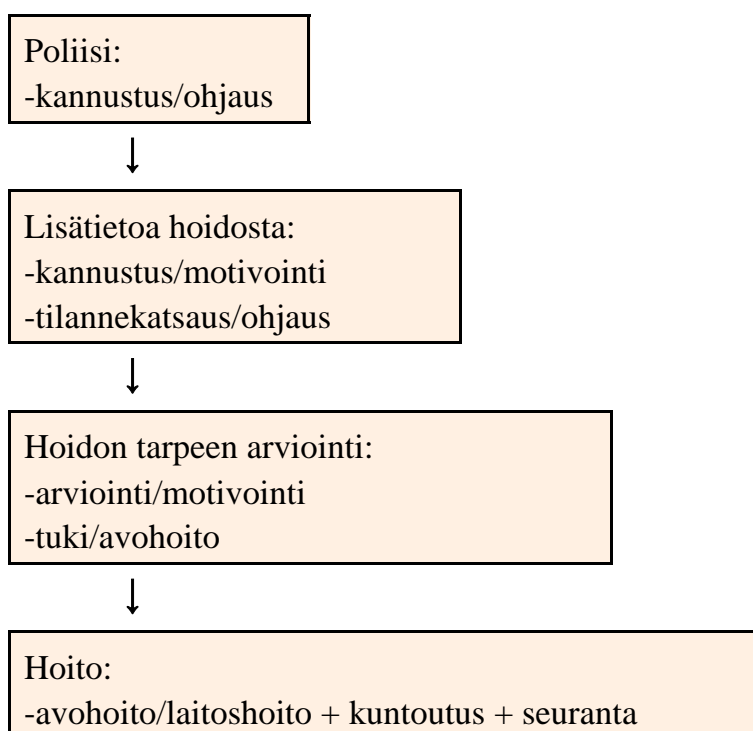 Poliisi:
-kannustus/ohjaus
Lisätietoa hoidosta:
-kannustus/motivointi
-tilannekatsaus/ohjaus
Hoidon tarpeen arviointi:
-arviointi/motivointi
-tuki/avohoito
Hoito:
-avohoito/laitoshoito + kuntoutus + seuranta